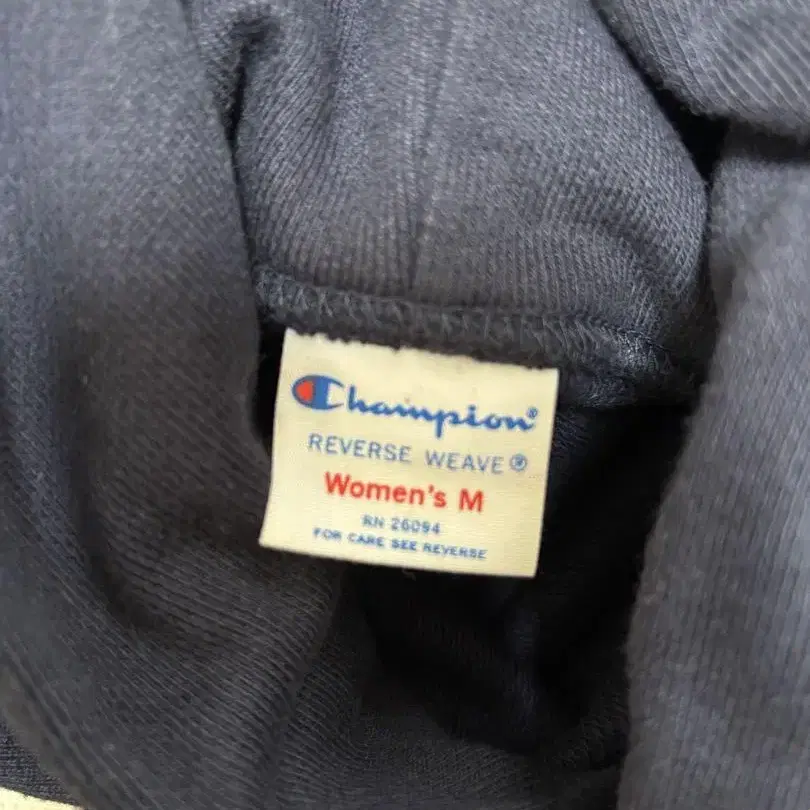 Champion®
REVERSE WEAVE®
Women's M
RN 26094
FOR CARE SEE REVERSE